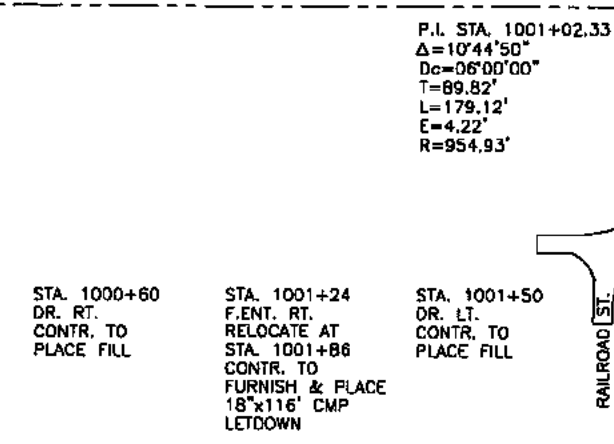 P.I. STA. 1001+02.33
Δ=10°44'50"
Dc=06°00'00"
T=89.82'
L=179.12'
E=4.22'
R=954.93'
STA. 1000+60
DR. RT.
CONTR. TO
PLACE FILL
STA. 1001+24
F.ENT. RT.
RELOCATE AT
STA. 1001+86
CONTR. TO
FURNISH & PLACE
18"x116' CMP
LETDOWN
STA. 1001+50
DR. LT.
CONTR. TO
PLACE FILL
RAILROAD ST.